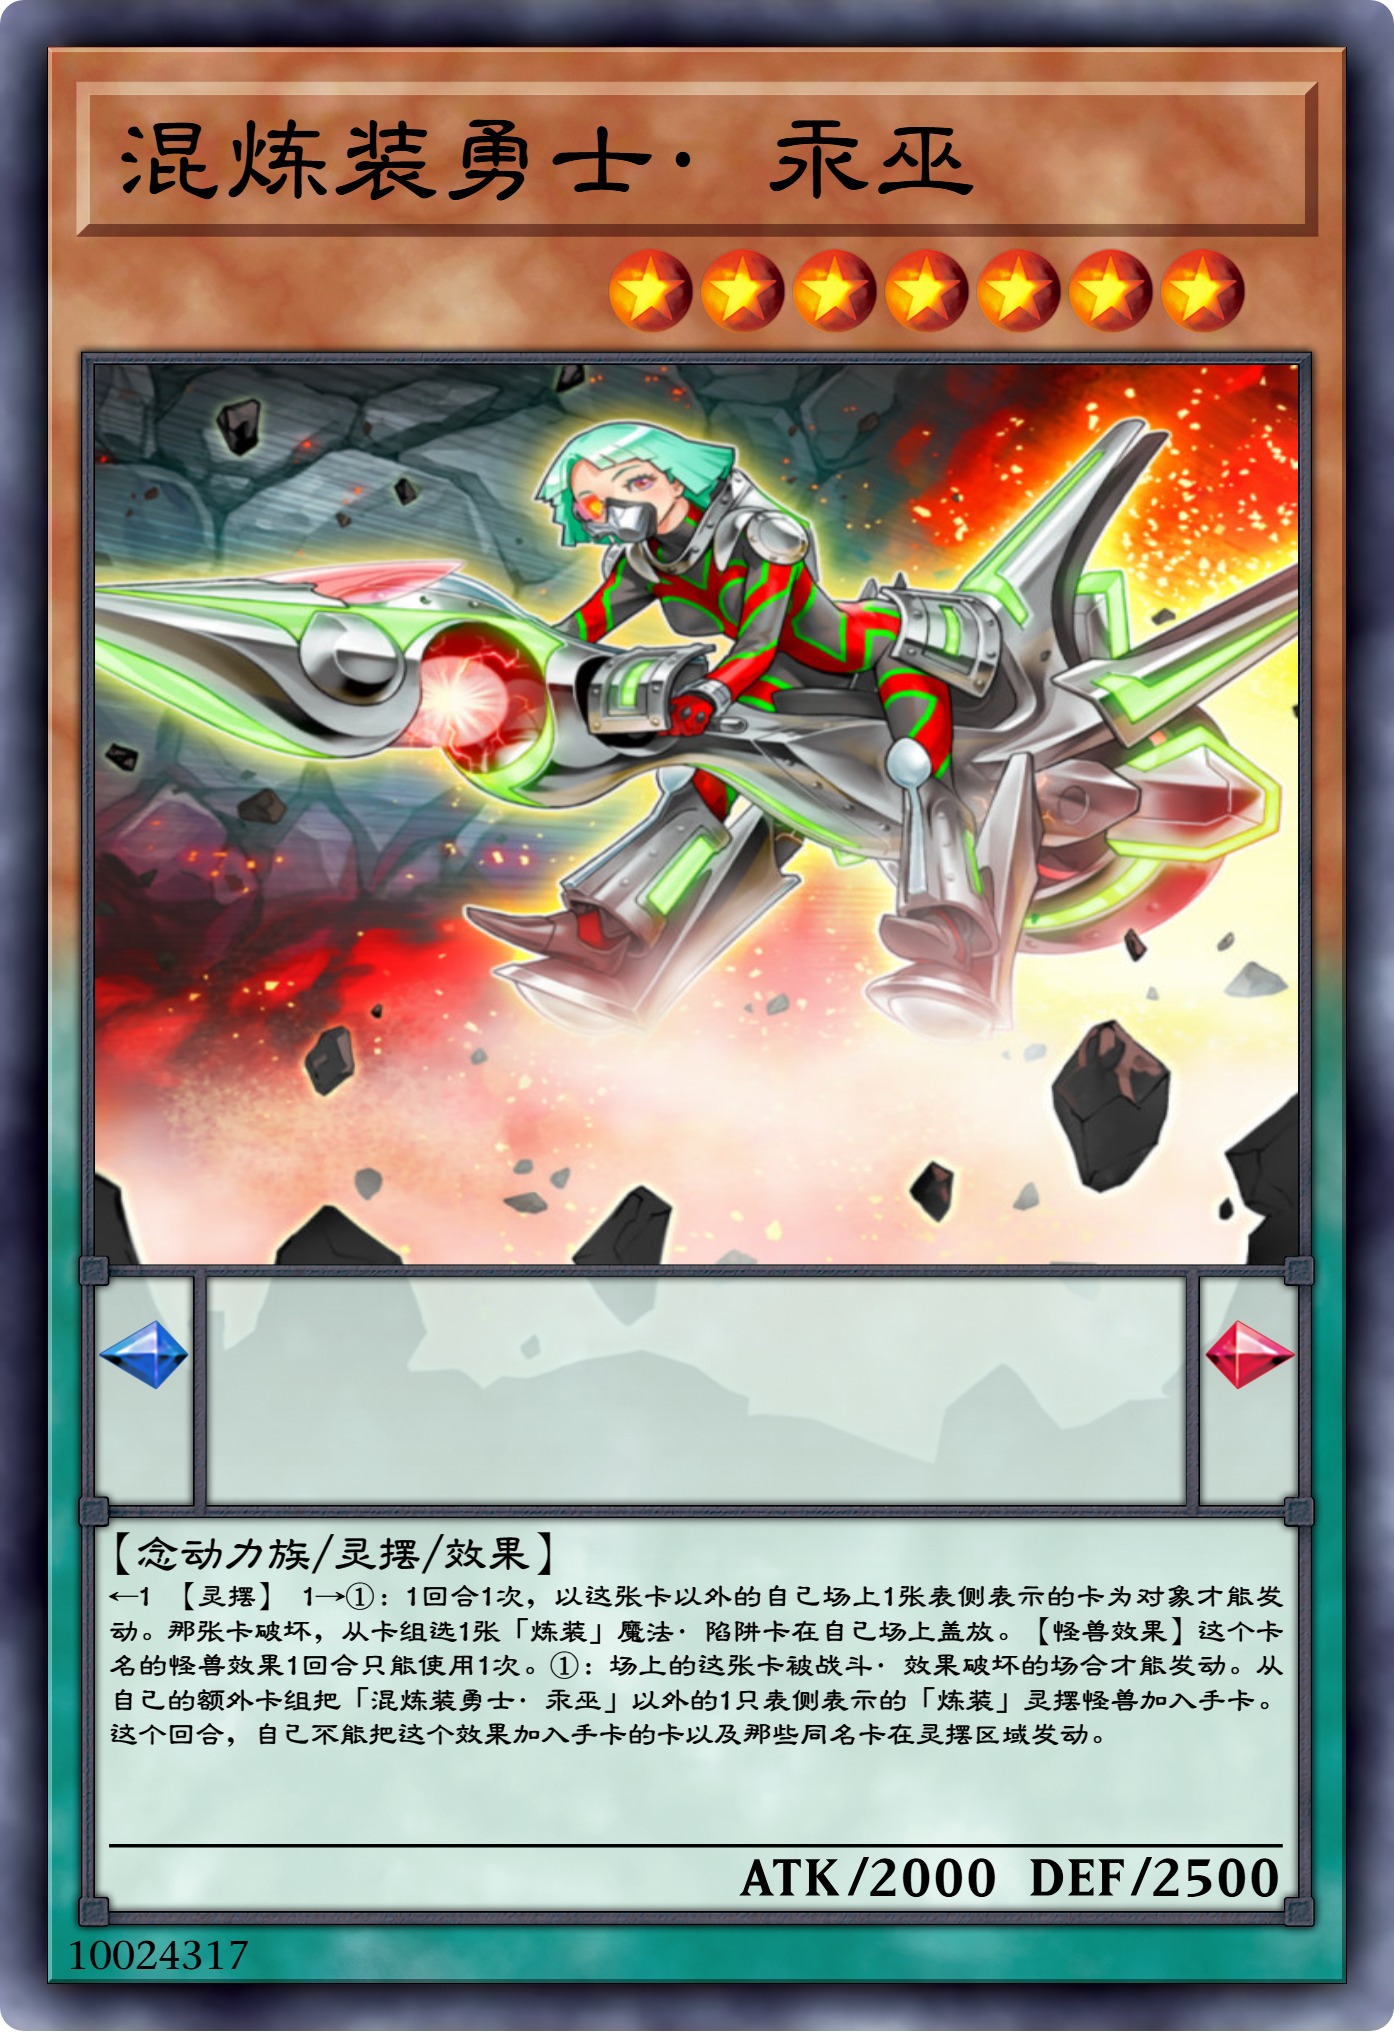 混炼装勇士·汞巫
【念动力族/灵摆/效果】
←1 【灵摆】 1→①：1回合1次，以这张卡以外的自己场上1张表侧表示的卡为对象才能发
动。那张卡破坏，从卡组选1张「炼装」魔法·陷阱卡在自己场上盖放。【怪兽效果】这个卡
名的怪兽效果1回合只能使用1次。①：场上的这张卡被战斗·效果破坏的场合才能发动。从
自己的额外卡组把「混炼装勇士·汞巫」以外的1只表侧表示的「炼装」灵摆怪兽加入手卡。
这个回合，自己不能把这个效果加入手卡的卡以及那些同名卡在灵摆区域发动。
ATK/2000 DEF/2500
10024317